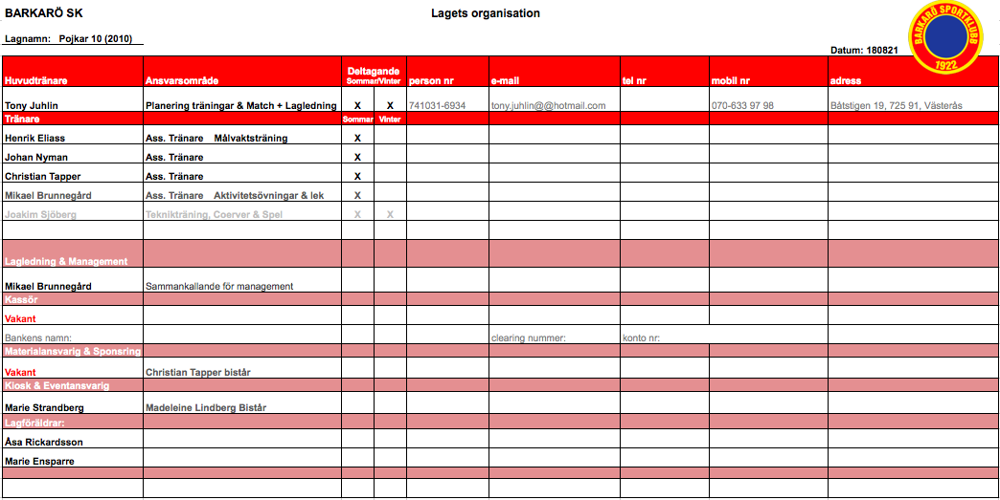 BARKARÖ SK Lagets organisation
BARKARÖ SPORTKLUBB
1922
Lagnamn: Pojkar 10 (2010)
Datum: 180821
Huvudtränare Ansvarsområde Deltagande Sommar/Vinter person nr e-mail tel nr mobil nr adress
Tony Juhlin Planering träningar & Match + Lagledning X X 741031-6934 tony.juhlin@@hotmail.com 070-633 97 98 Båtstigen 19, 725 91, Västerås
Tränare Sommar Vinter
Henrik Eliass Ass. Tränare Målvaktsträning X
Johan Nyman Ass. Tränare X
Christian Tapper Ass. Tränare X
Mikael Brunnegård Ass. Tränare Aktivitetsövningar & lek X
Joakim Sjöberg Teknikträning, Coerver & Spel X X
Lagledning & Management
Mikael Brunnegård Sammankallande för management
Kassör
Vakant
Bankens namn: clearing nummer: konto nr:
Materialansvarig & Sponsring
Vakant Christian Tapper bistår
Kiosk & Eventansvarig
Marie Strandberg Madeleine Lindberg Bistår
Lagföräldrar:
Åsa Rickardsson
Marie Ensparre